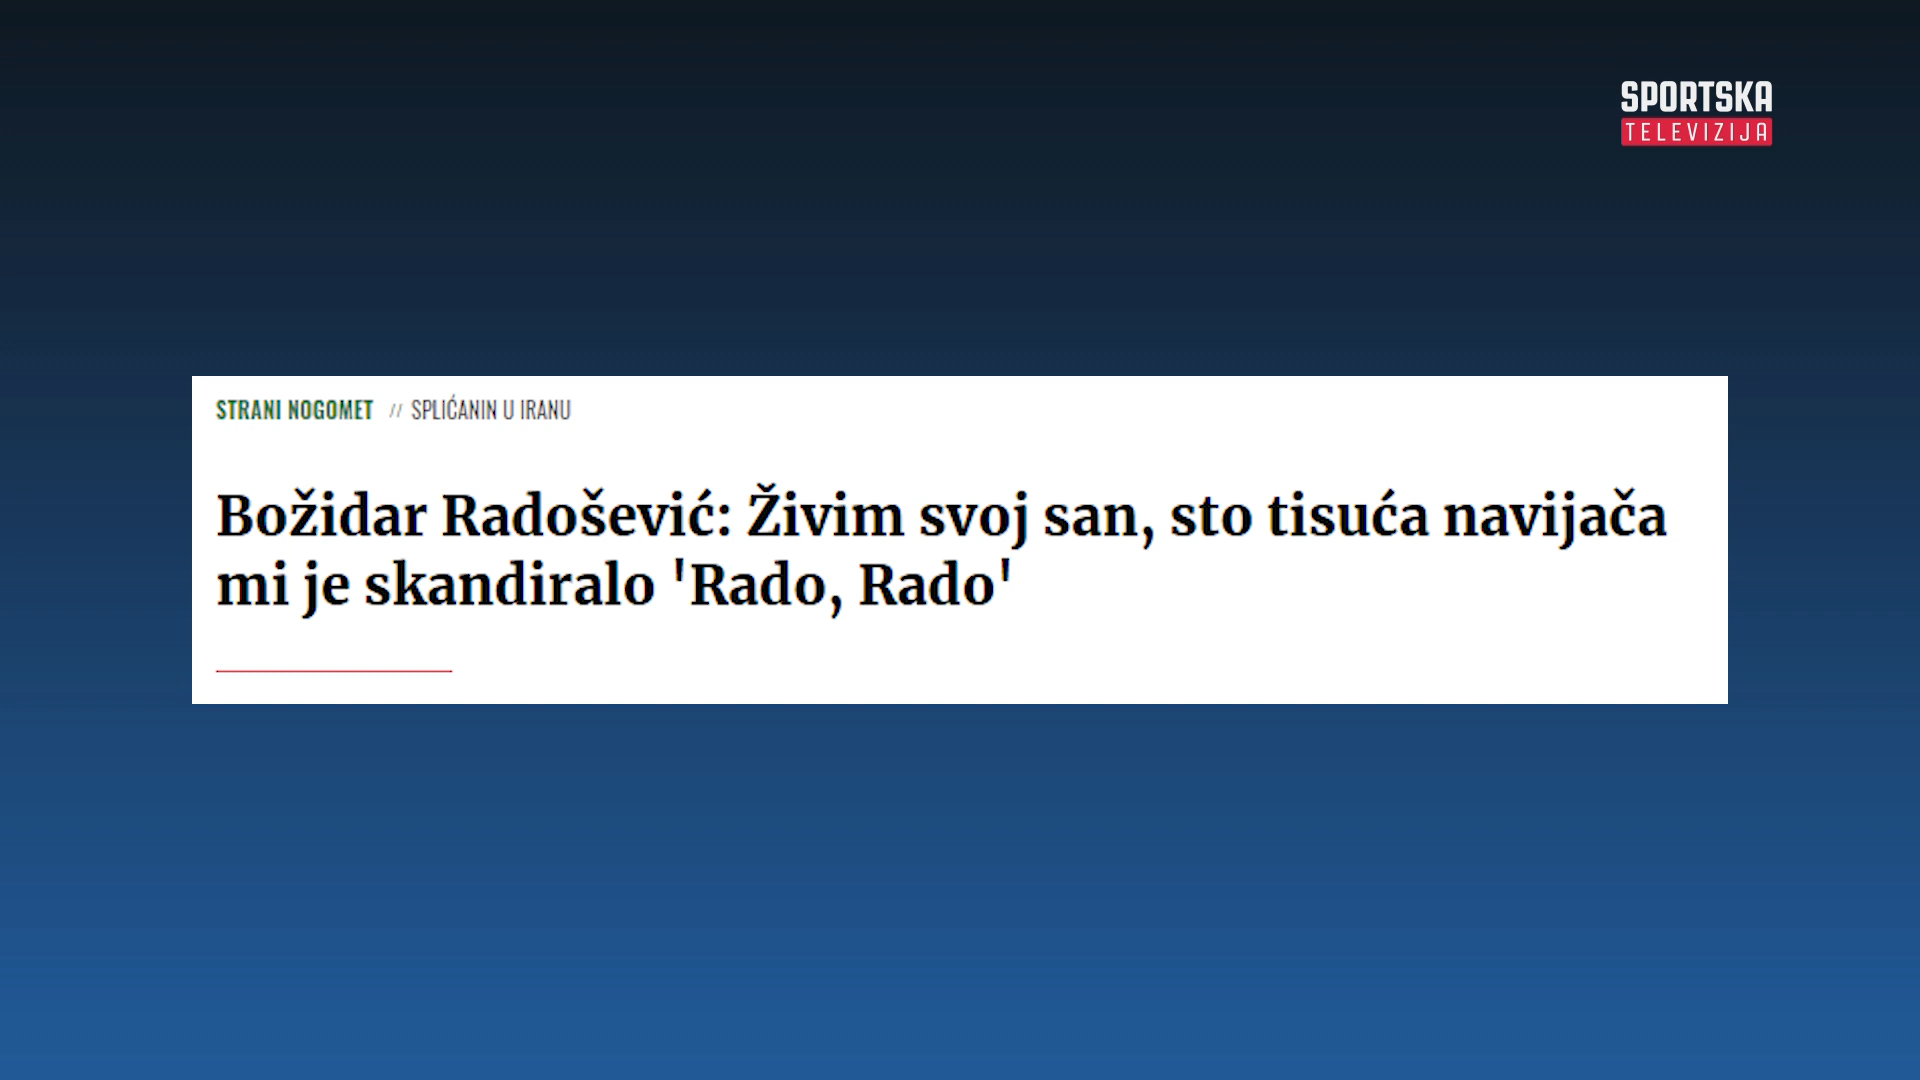 SPORTSKA
TELEVIZIJA
STRANI NOGOMET // SPLIĆANIN U IRANU
Božidar Radošević: Živim svoj san, sto tisuća navijača
mi je skandiralo 'Rado, Rado'